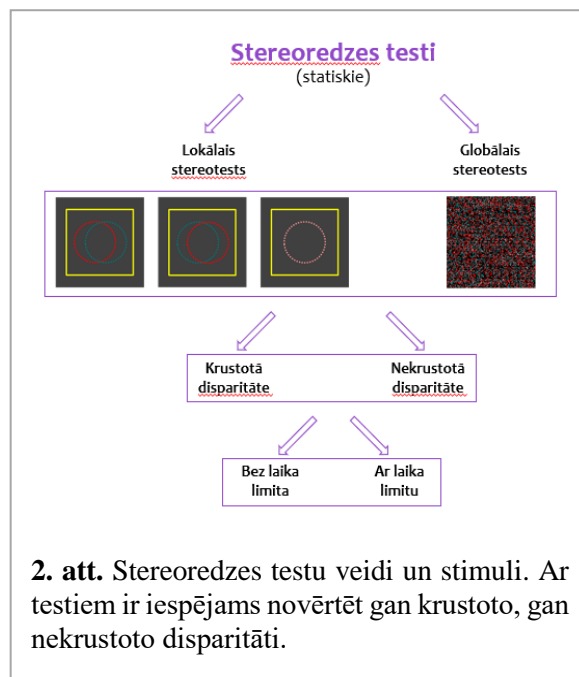 Stereoredzes testi
(statiskie)
Lokālais
stereotests
Globālais
stereotests
Krustotā
disparitāte
Nekrustotā
disparitāte
Bez laika
limita
Ar laika
limitu
2. att. Stereoredzes testu veidi un stimuli. Ar
testiem ir iespējams novērtēt gan krustoto, gan
nekrustoto disparitāti.